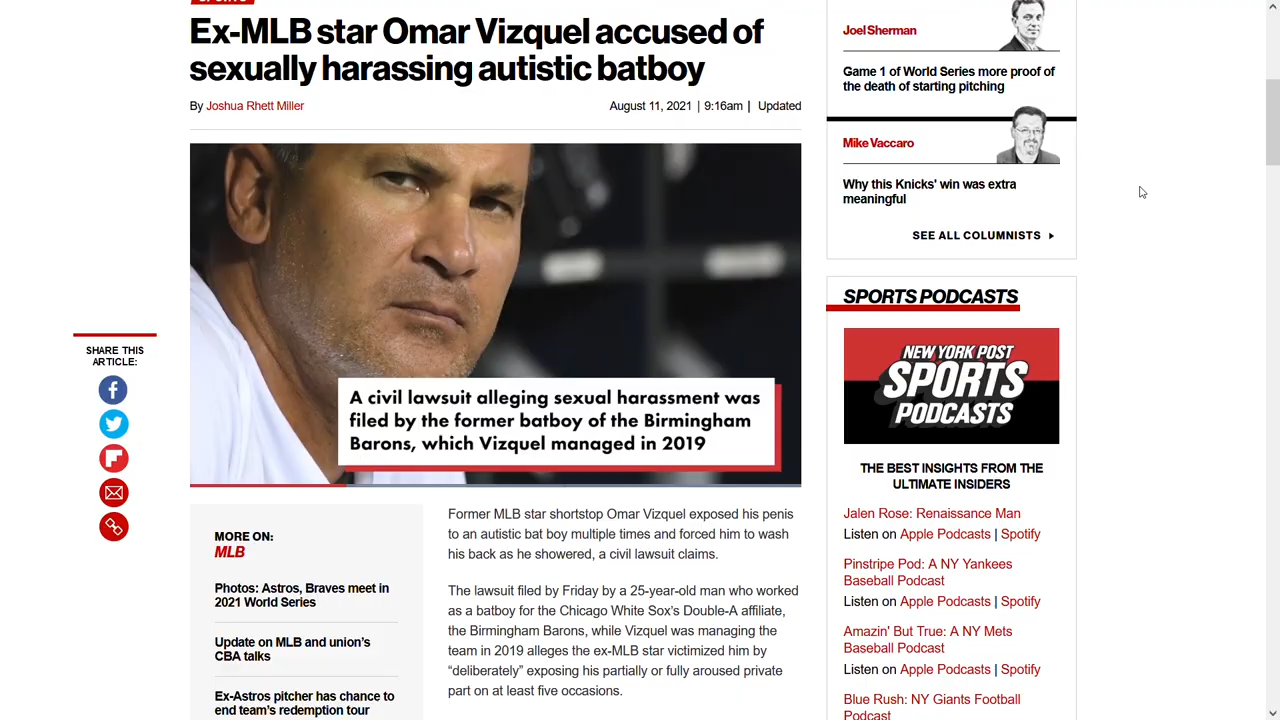 SPORTS
Ex-MLB star Omar Vizquel accused of
sexually harassing autistic batboy
By Joshua Rhett Miller
August 11, 2021 | 9:16am | Updated
A civil lawsuit alleging sexual harassment was
filed by the former batboy of the Birmingham
Barons, which Vizquel managed in 2019
SHARE THIS
ARTICLE:
MORE ON:
MLB
Photos: Astros, Braves meet in
2021 World Series
Update on MLB and union's
CBA talks
Ex-Astros pitcher has chance to
end team's redemption tour
Former MLB star shortstop Omar Vizquel exposed his penis
to an autistic bat boy multiple times and forced him to wash
his back as he showered, a civil lawsuit claims.
The lawsuit filed by Friday by a 25-year-old man who worked
as a batboy for the Chicago White Sox's Double-A affiliate,
the Birmingham Barons, while Vizquel was managing the
team in 2019 alleges the ex-MLB star victimized him by
“deliberately” exposing his partially or fully aroused private
part on at least five occasions.
Joel Sherman
Game 1 of World Series more proof of
the death of starting pitching
Mike Vaccaro
Why this Knicks' win was extra
meaningful
SEE ALL COLUMNISTS
SPORTS PODCASTS
NEW YORK POST
SPORTS
PODCASTS
THE BEST INSIGHTS FROM THE
ULTIMATE INSIDERS
Jalen Rose: Renaissance Man
Listen on Apple Podcasts | Spotify
Pinstripe Pod: A NY Yankees
Baseball Podcast
Listen on Apple Podcasts | Spotify
Amazin' But True: A NY Mets
Baseball Podcast
Listen on Apple Podcasts | Spotify
Blue Rush: NY Giants Football
Podcast